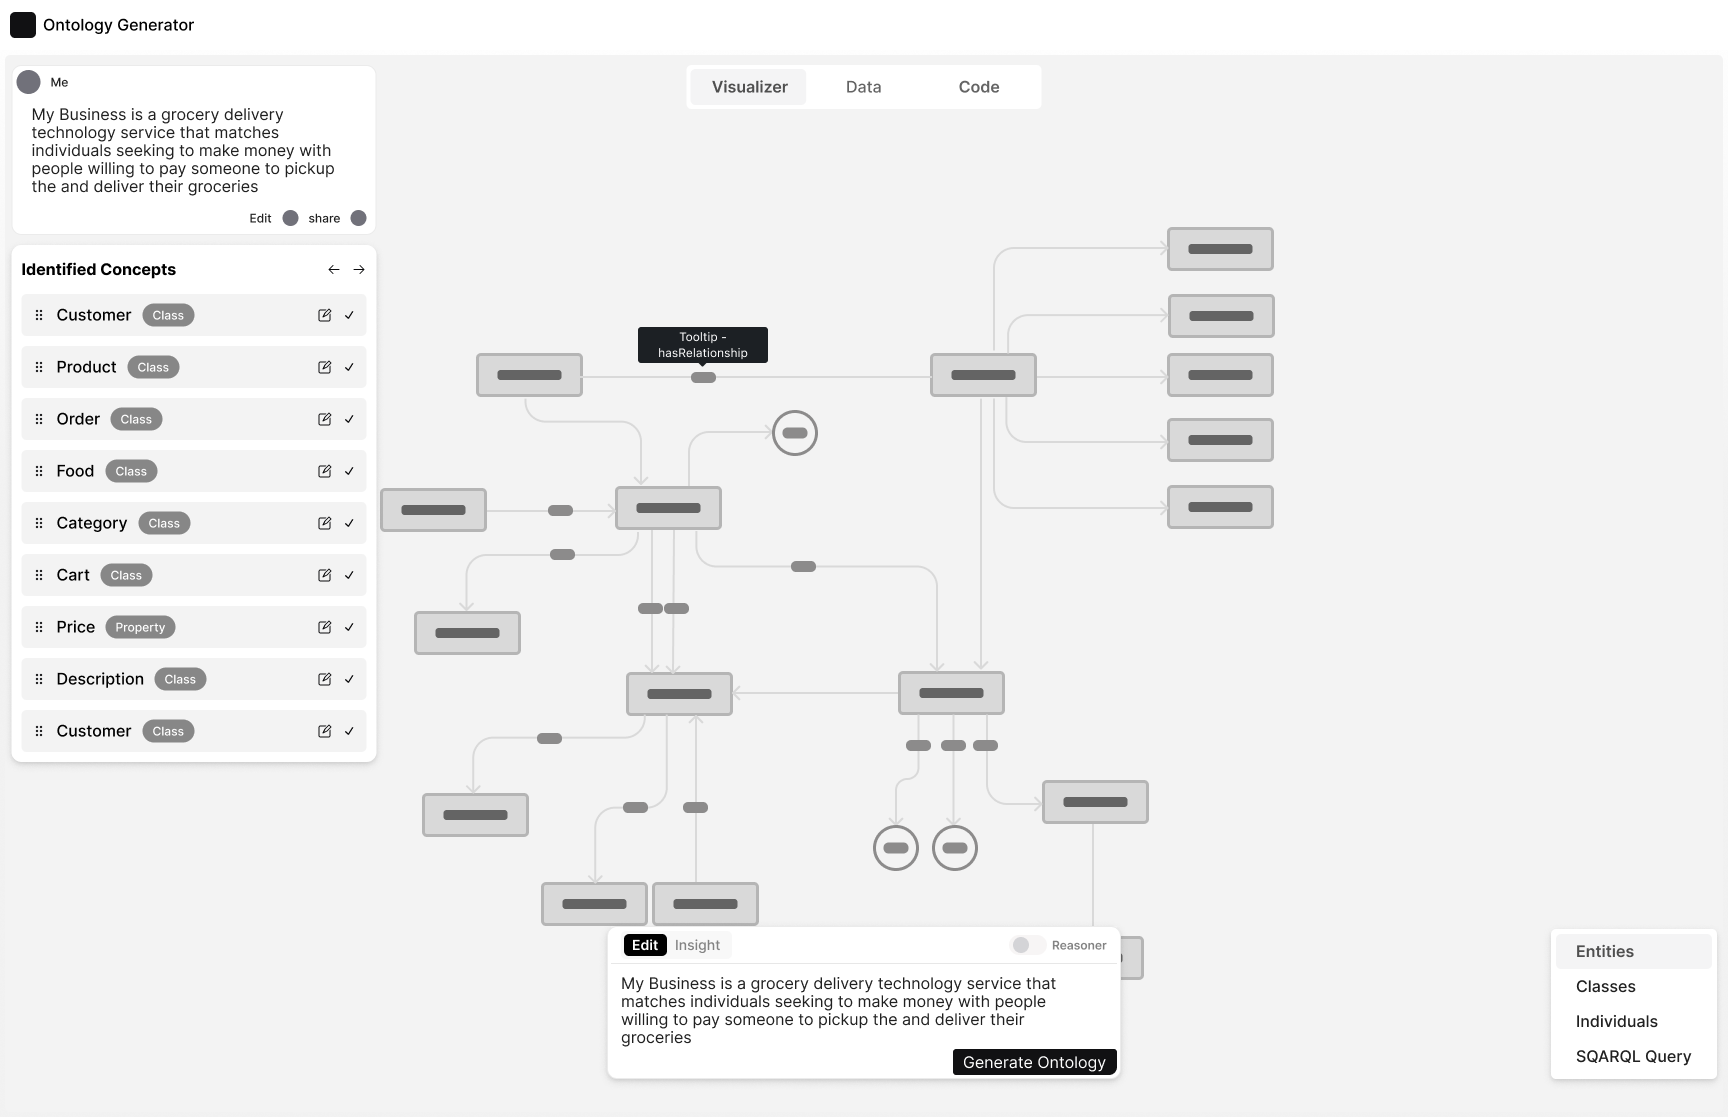 Ontology Generator
Me
My Business is a grocery delivery
technology service that matches
individuals seeking to make money with
people willing to pay someone to pickup
the and deliver their groceries
Edit share
Identified Concepts
Customer Class
Product Class
Order Class
Food Class
Category Class
Cart Class
Price Property
Description Class
Customer Class
Visualizer Data Code
Tooltip -
hasRelationship
Edit Insight Reasoner
My Business is a grocery delivery technology service that
matches individuals seeking to make money with people
willing to pay someone to pickup the and deliver their
groceries
Generate Ontology
Entities
Classes
Individuals
SQARQL Query